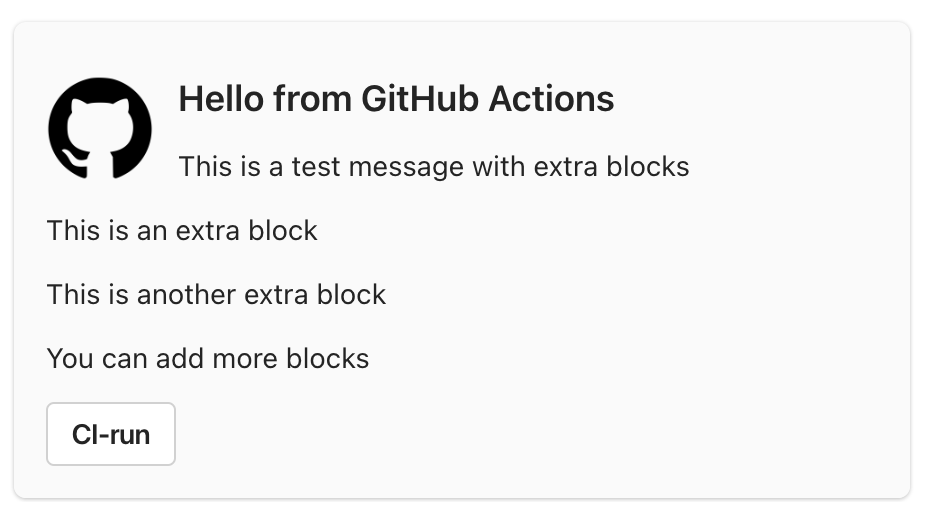 Hello from GitHub Actions
This is a test message with extra blocks
This is an extra block
This is another extra block
You can add more blocks
CI-run